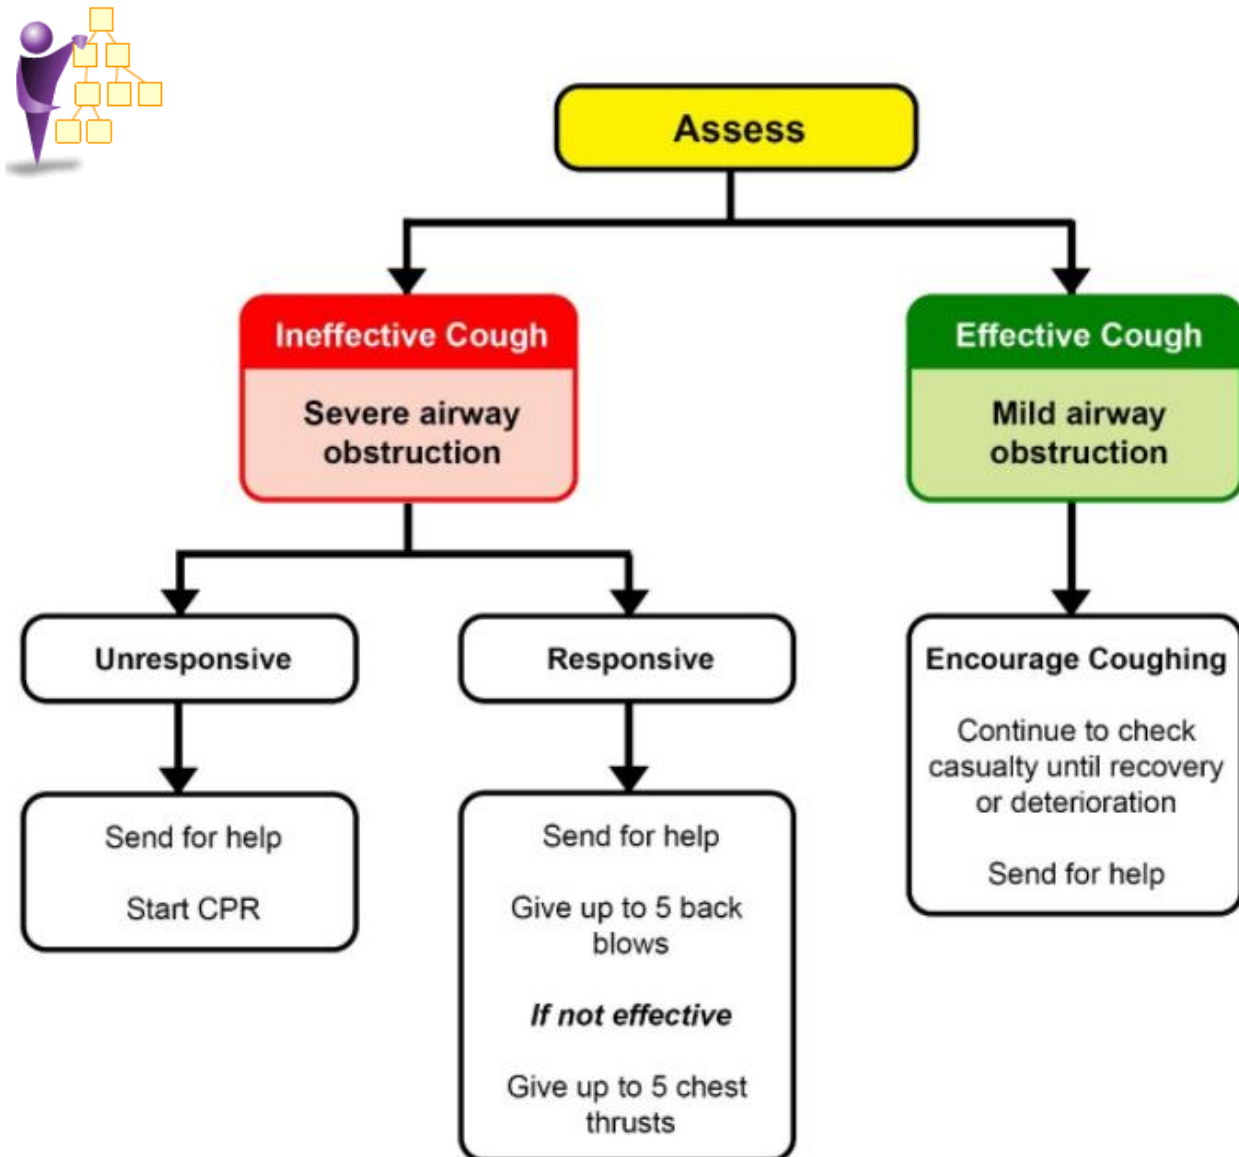 Assess
Ineffective Cough
Severe airway
obstruction
Effective Cough
Mild airway
obstruction
Unresponsive
Send for help
Start CPR
Responsive
Send for help
Give up to 5 back
blows
If not effective
Give up to 5 chest
thrusts
Encourage Coughing
Continue to check
casualty until recovery
or deterioration
Send for help